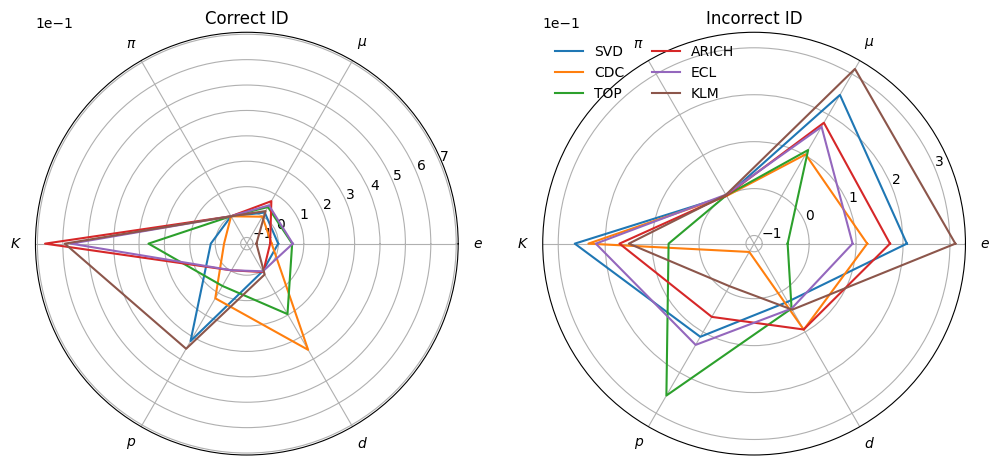 Correct ID
1e−1
e
μ
π
K
p
d
−1
0
1
2
3
4
5
6
7
Incorrect ID
1e−1
e
μ
π
K
p
d
−1
0
1
2
3
SVD
CDC
TOP
ARICH
ECL
KLM